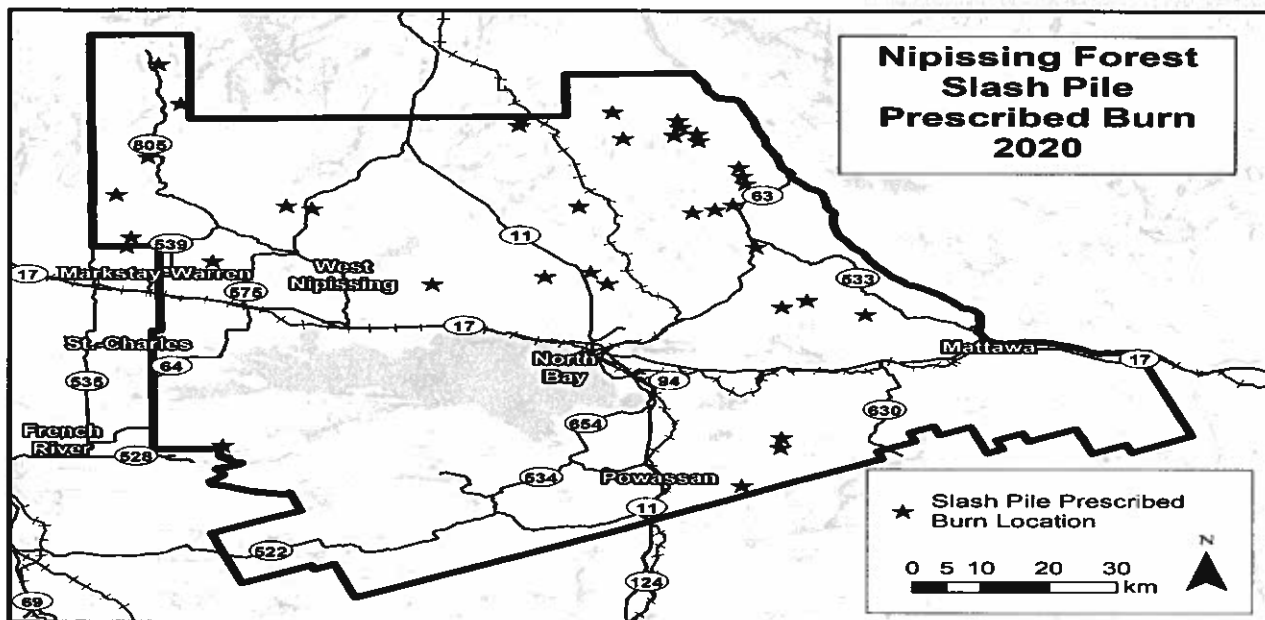 Nipissing Forest
Slash Pile
Prescribed Burn
2020
805
63
11
539
17
Markstay-Warren
West
Nipissing
575
533
17
St.-Charles
64
North
Bay
Mattawa
17
535
94
630
654
French
River
528
534
Powassan
11
522
124
69
Slash Pile Prescribed
Burn Location
N
0 5 10 20 30
km